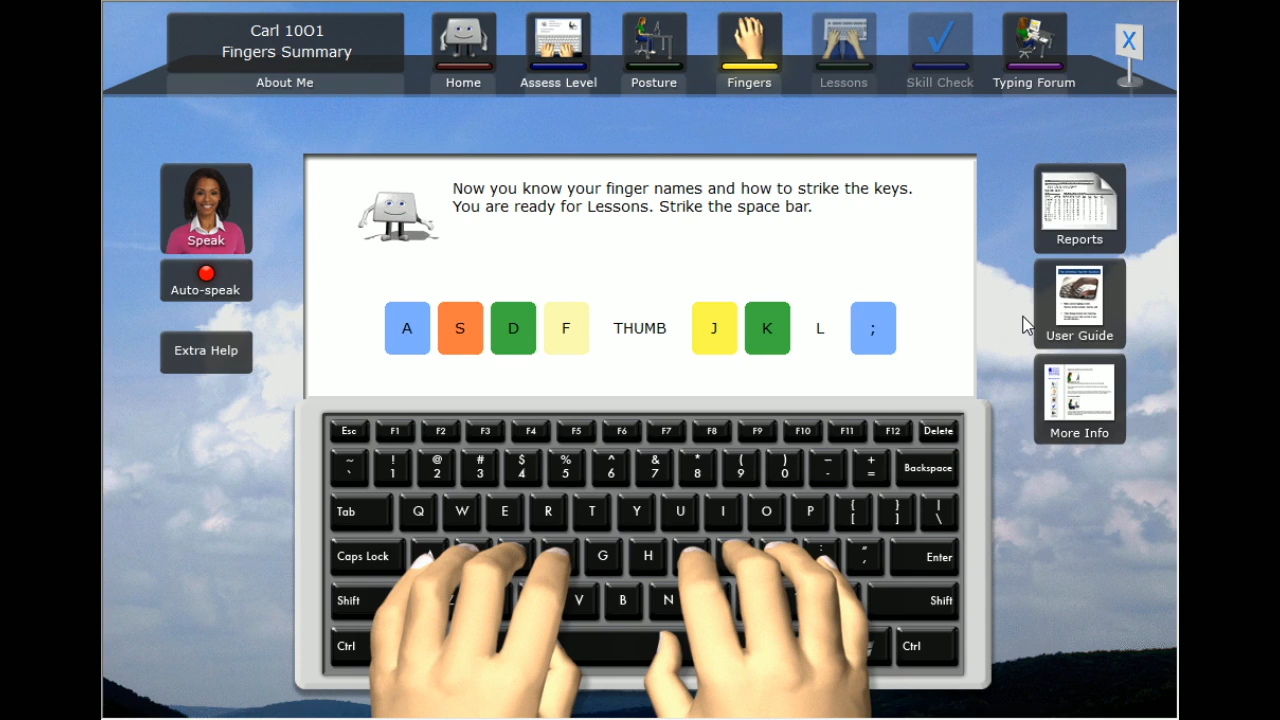 Carl 10O1
Fingers Summary
About Me
Home
Assess Level
Posture
Fingers
Lessons
Skill Check
Typing Forum
X
Speak
Auto-speak
Extra Help
Now you know your finger names and how to strike the keys.
You are ready for Lessons. Strike the space bar.
A S D F THUMB J K L ;
Reports
User Guide
More Info
Esc F1 F2 F3 F4 F5 F6 F7 F8 F9 F10 F11 F12 Delete
~ ! @ # $ % ^ & * ( ) – +
` 1 2 3 4 5 6 7 8 9 0 - = Backspace
Tab Q W E R T Y U I O P { [ } ] | \
Caps Lock G H : " ' Enter
Shift Z V B N Shift
Ctrl Ctrl